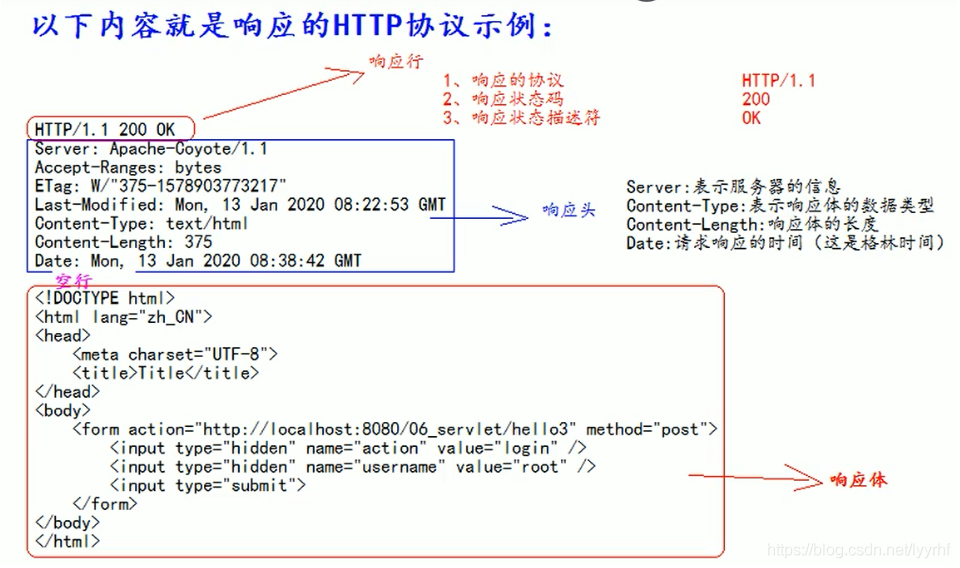 以下内容就是响应的HTTP协议示例:
响应行
1、响应的协议 HTTP/1.1
2、响应状态码 200
3、响应状态描述符 OK
HTTP/1.1 200 OK
Server: Apache-Coyote/1.1
Accept-Ranges: bytes
ETag: W/"375-1578903773217"
Last-Modified: Mon, 13 Jan 2020 08:22:53 GMT
Content-Type: text/html
Content-Length: 375
Date: Mon, 13 Jan 2020 08:38:42 GMT
响应头
Server:表示服务器的信息
Content-Type:表示响应体的数据类型
Content-Length:响应体的长度
Date:请求响应的时间（这是格林时间）
空行
<!DOCTYPE html>
<html lang="zh_CN">
<head>
<meta charset="UTF-8">
<title>Title</title>
</head>
<body>
<form action="http://localhost:8080/06_servlet/hello3" method="post">
<input type="hidden" name="action" value="login" />
<input type="hidden" name="username" value="root" />
<input type="submit">
</form>
</body>
</html>
响应体
https://blog.csdn.net/lyyrhf